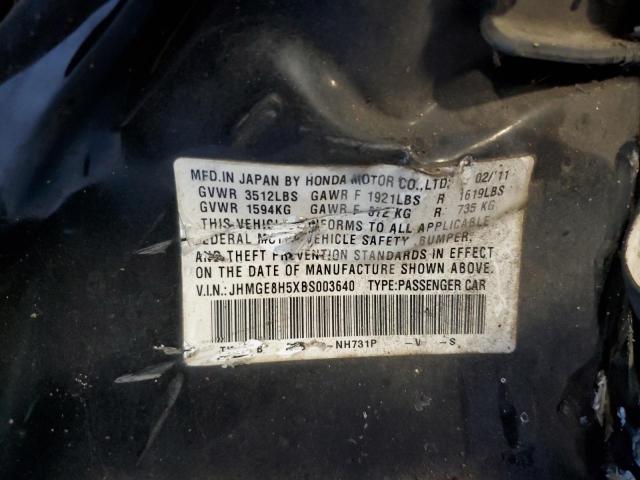 MFD.IN JAPAN BY HONDA MOTOR CO.,LTD. 02/'11
GVWR 3512LBS GAWR F 1921LBS R 1619LBS
GVWR 1594KG GAWR F 872 KG R 735 KG
THIS VEHICLE CONFORMS TO ALL APPLICABLE
FEDERAL MOTOR VEHICLE SAFETY, BUMPER,
AND THEFT PREVENTION STANDARDS IN EFFECT
ON THE DATE OF MANUFACTURE SHOWN ABOVE.
V.I.N.: JHMGE8H5XBS003640 TYPE:PASSENGER CAR
NH731P -V -S